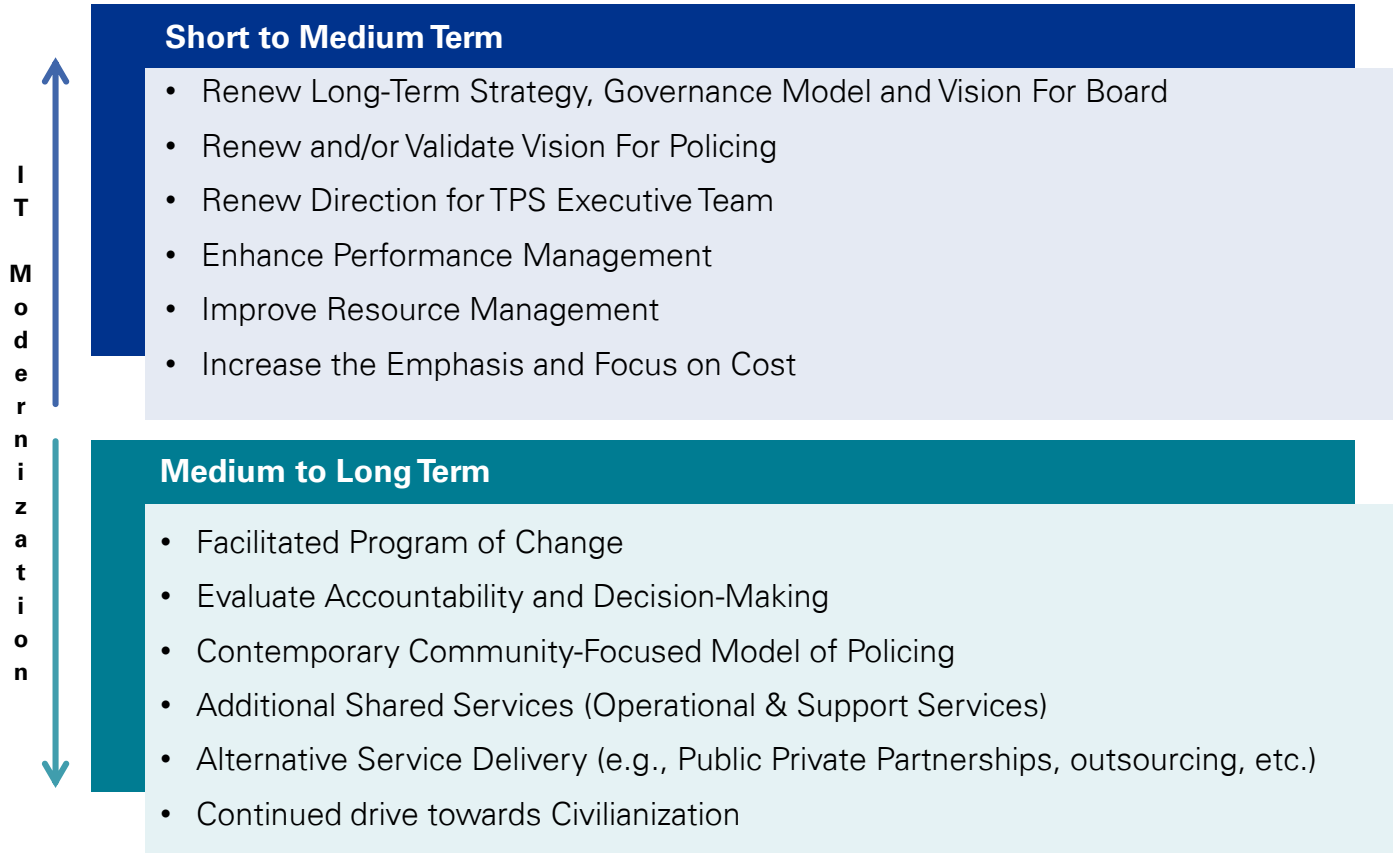 IT Modernization
Short to Medium Term
• Renew Long-Term Strategy, Governance Model and Vision For Board
• Renew and/or Validate Vision For Policing
• Renew Direction for TPS Executive Team
• Enhance Performance Management
• Improve Resource Management
• Increase the Emphasis and Focus on Cost
Medium to Long Term
• Facilitated Program of Change
• Evaluate Accountability and Decision-Making
• Contemporary Community-Focused Model of Policing
• Additional Shared Services (Operational & Support Services)
• Alternative Service Delivery (e.g., Public Private Partnerships, outsourcing, etc.)
• Continued drive towards Civilianization